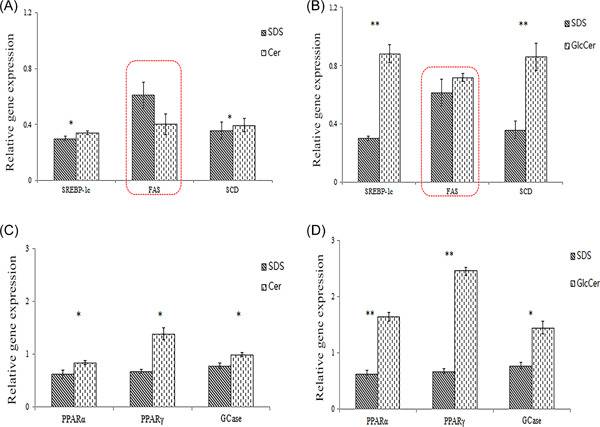 (A)
Relative gene expression
1.2
0.8
0.4
0
SDS
Cer
*
*
SREBP-1c
FAS
SCD
(B)
Relative gene expression
1.2
0.8
0.4
0
**
**
SDS
GlcCer
SREBP-1c
FAS
SCD
(C)
Relative gene expression
3
2
1
0
SDS
Cer
*
*
*
PPARα
PPARγ
GCase
(D)
Relative gene expression
3
2
1
0
**
**
*
SDS
GlcCer
PPARα
PPARγ
GCase